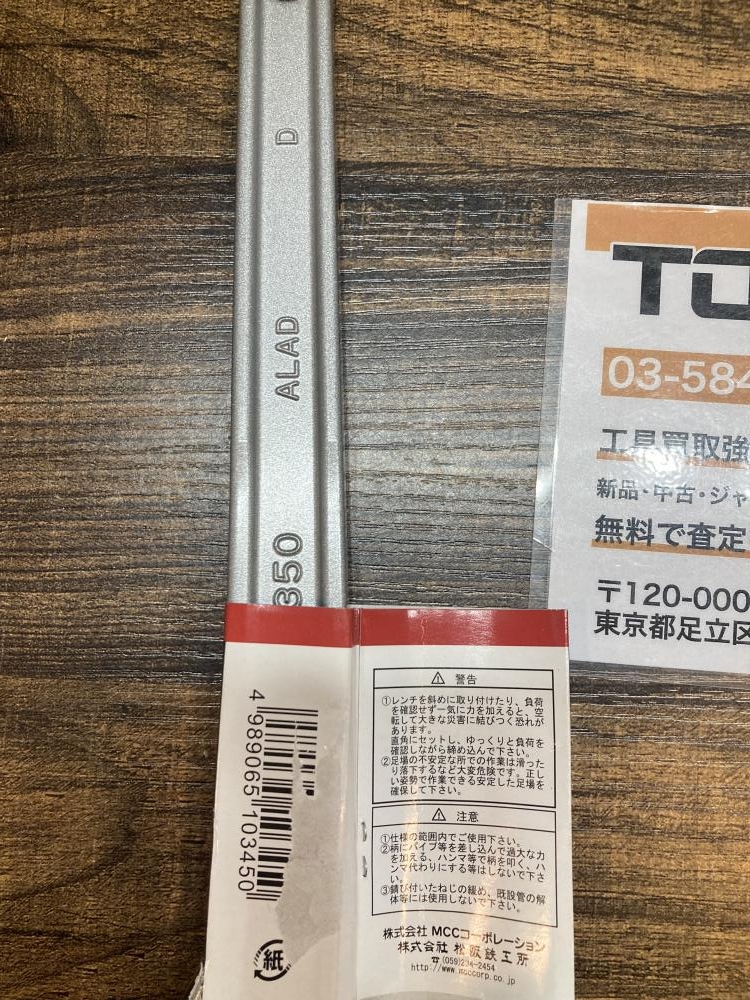 D
ALAD
350
TO
03-584
工具買取強
新品・中古・ジャ
無料で査定
〒120-000
東京都足立区
4 989065 103450
紙
⚠ 警告
①レンチを斜めに取り付けたり、負荷
を確認せず一気に力を加えると、空
転して大きな災害に結びつく恐れが
あります。
直角にセットし、ゆっくりと負荷を
確認しながら締め込んで下さい。
②足場の不安定な所での作業は滑った
り落下するなど大変危険です。正し
い姿勢で作業できる安定した足場を
確保して下さい。
⚠ 注意
①仕様の範囲内でご使用下さい。
②柄にパイプ等を差し込んで過大な力
を加える、ハンマ等で柄を叩く、ハ
ンマ代わりにする等はしないで下さ
い。
③錆び付いたねじの緩め、既設管の解
体等には使用しないで下さい。
株式会社 MCCコーポレーション
株式会社 松阪鉄工所
☎(059)234-2454
http://www.mcccorp.co.jp